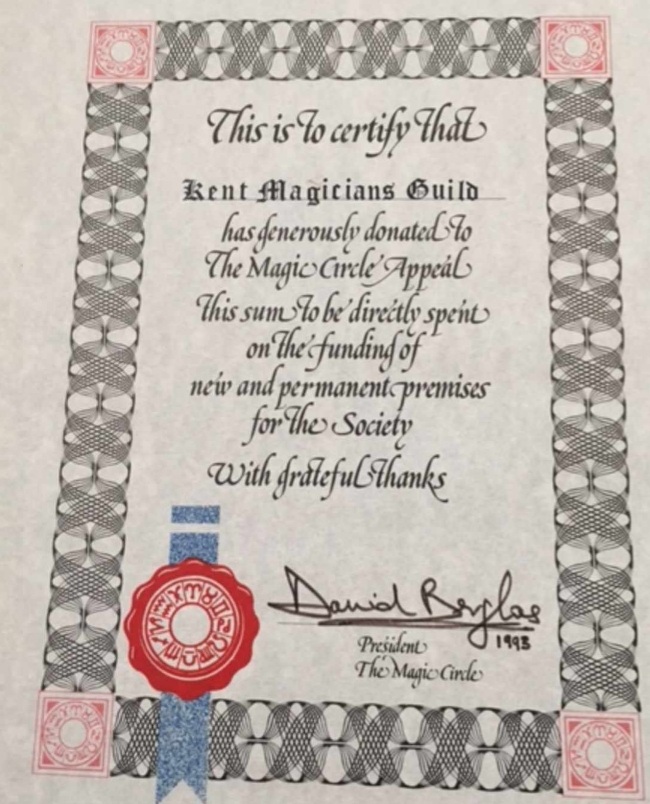 This is to certify that
Kent Magicians Guild
has generously donated to
The Magic Circle Appeal
This sum to be directly spent
on the funding of
new and permanent premises
for the Society
With grateful thanks
David Berglas
1993
President
The Magic Circle